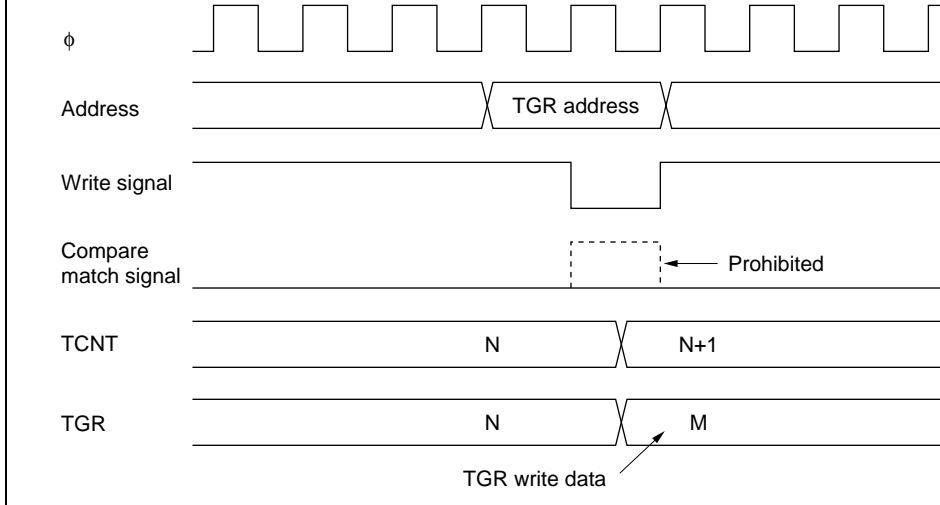 ϕ
Address
TGR address
Write signal
Compare
match signal
Prohibited
TCNT
N
N+1
TGR
N
M
TGR write data